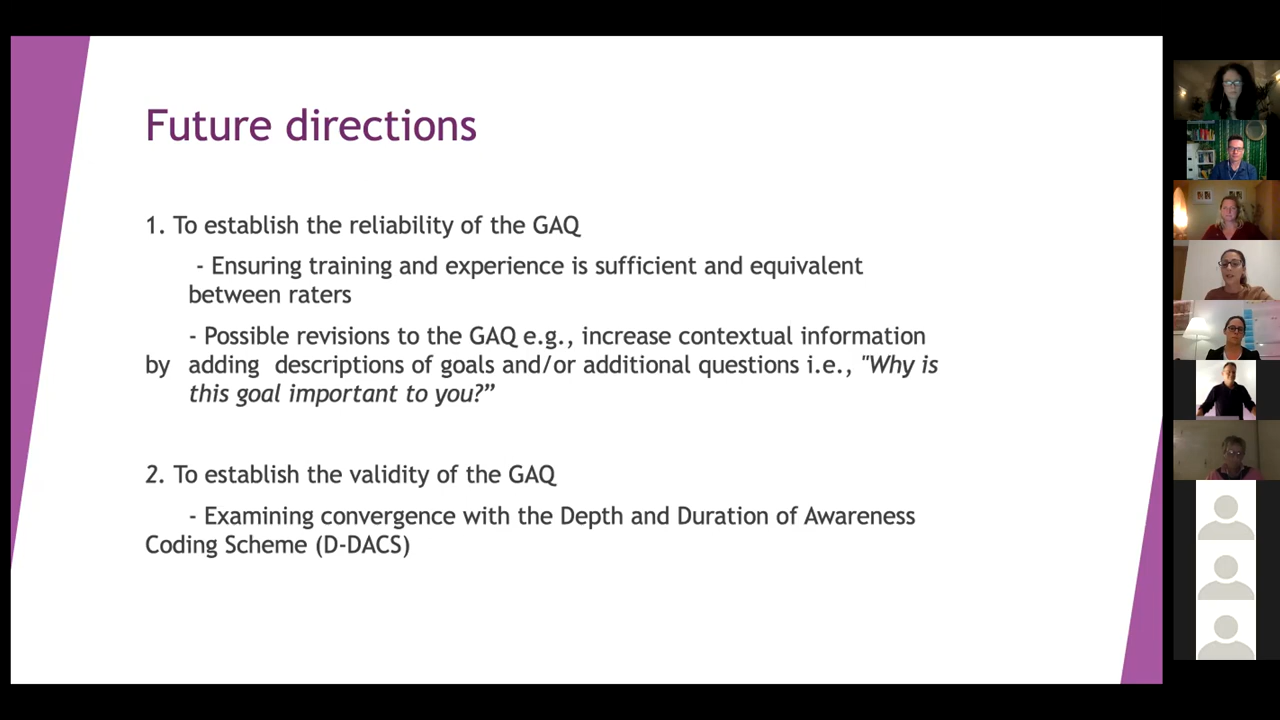 Future directions
1. To establish the reliability of the GAQ
- Ensuring training and experience is sufficient and equivalent
between raters
- Possible revisions to the GAQ e.g., increase contextual information
by adding descriptions of goals and/or additional questions i.e., "Why is
this goal important to you?”
2. To establish the validity of the GAQ
- Examining convergence with the Depth and Duration of Awareness
Coding Scheme (D-DACS)